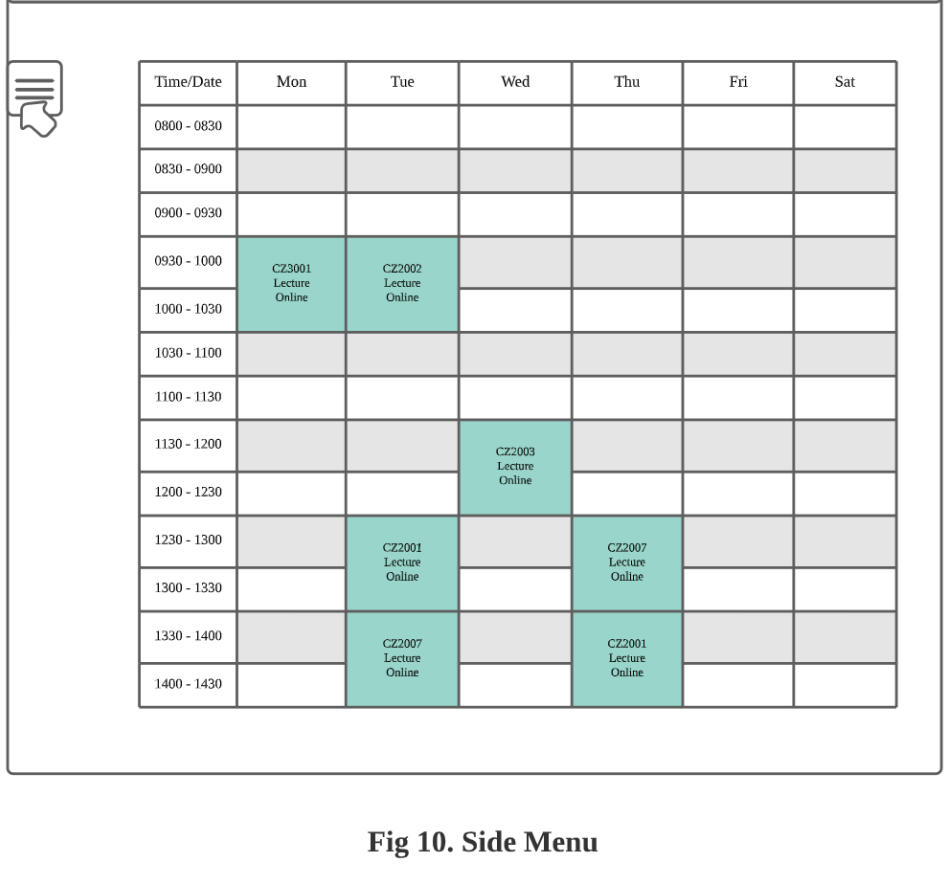 Time/Date Mon Tue Wed Thu Fri Sat
0800 - 0830
0830 - 0900
0900 - 0930
0930 - 1000
CZ3001
Lecture
Online
CZ2002
Lecture
Online
1000 - 1030
1030 - 1100
1100 - 1130
1130 - 1200
CZ2003
Lecture
Online
1200 - 1230
1230 - 1300
CZ2001
Lecture
Online
CZ2007
Lecture
Online
1300 - 1330
1330 - 1400
CZ2007
Lecture
Online
CZ2001
Lecture
Online
1400 - 1430
Fig 10. Side Menu